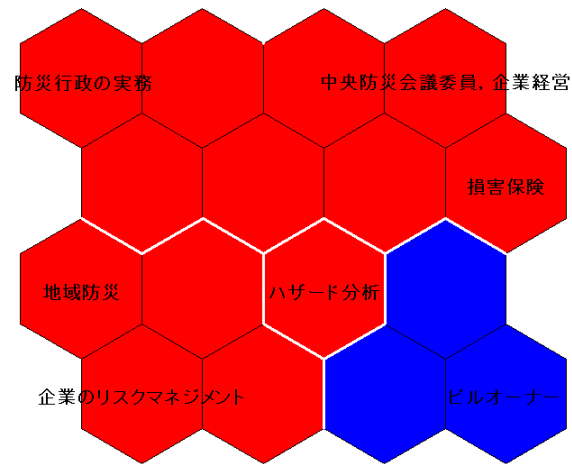 防災行政の実務
中央防災会議委員, 企業経営
損害保険
地域防災
ハザード分析
企業のリスクマネジメント
ビルオーナー